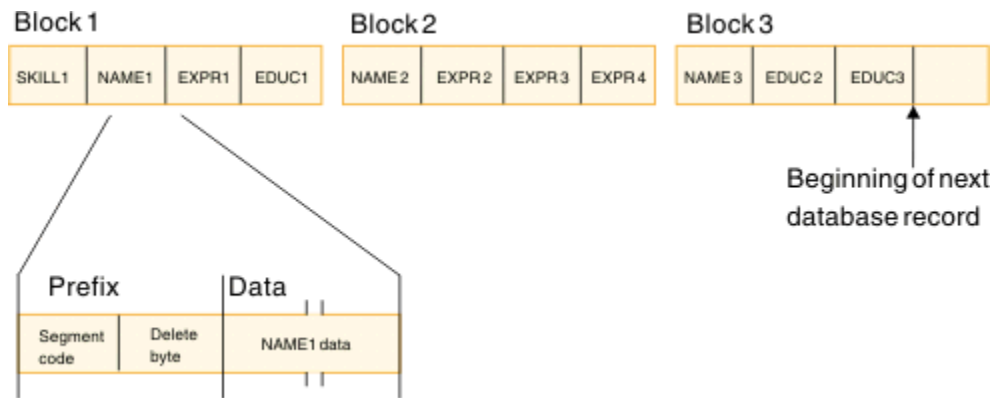 Block 1 Block 2 Block 3
SKILL1 NAME1 EXPR1 EDUC1 NAME 2 EXPR 2 EXPR 3 EXPR 4 NAME 3 EDUC 2 EDUC3
Beginning of next
database record
Prefix Data
Segment
code
Delete
byte
NAME1 data